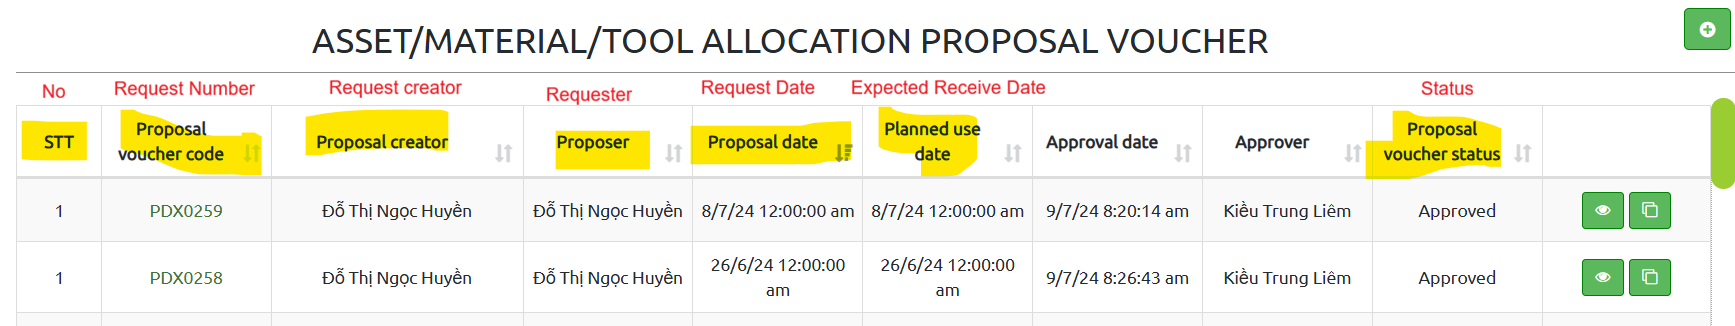 ASSET/MATERIAL/TOOL ALLOCATION PROPOSAL VOUCHER
No Request Number Request creator Requester Request Date Expected Receive Date Status
STT Proposal voucher code Proposal creator Proposer Proposal date Planned use date Approval date Approver Proposal voucher status
1 PDX0259 Đỗ Thị Ngọc Huyền Đỗ Thị Ngọc Huyền 8/7/24 12:00:00 am 8/7/24 12:00:00 am 9/7/24 8:20:14 am Kiều Trung Liêm Approved
1 PDX0258 Đỗ Thị Ngọc Huyền Đỗ Thị Ngọc Huyền 26/6/24 12:00:00 am 26/6/24 12:00:00 am 9/7/24 8:26:43 am Kiều Trung Liêm Approved